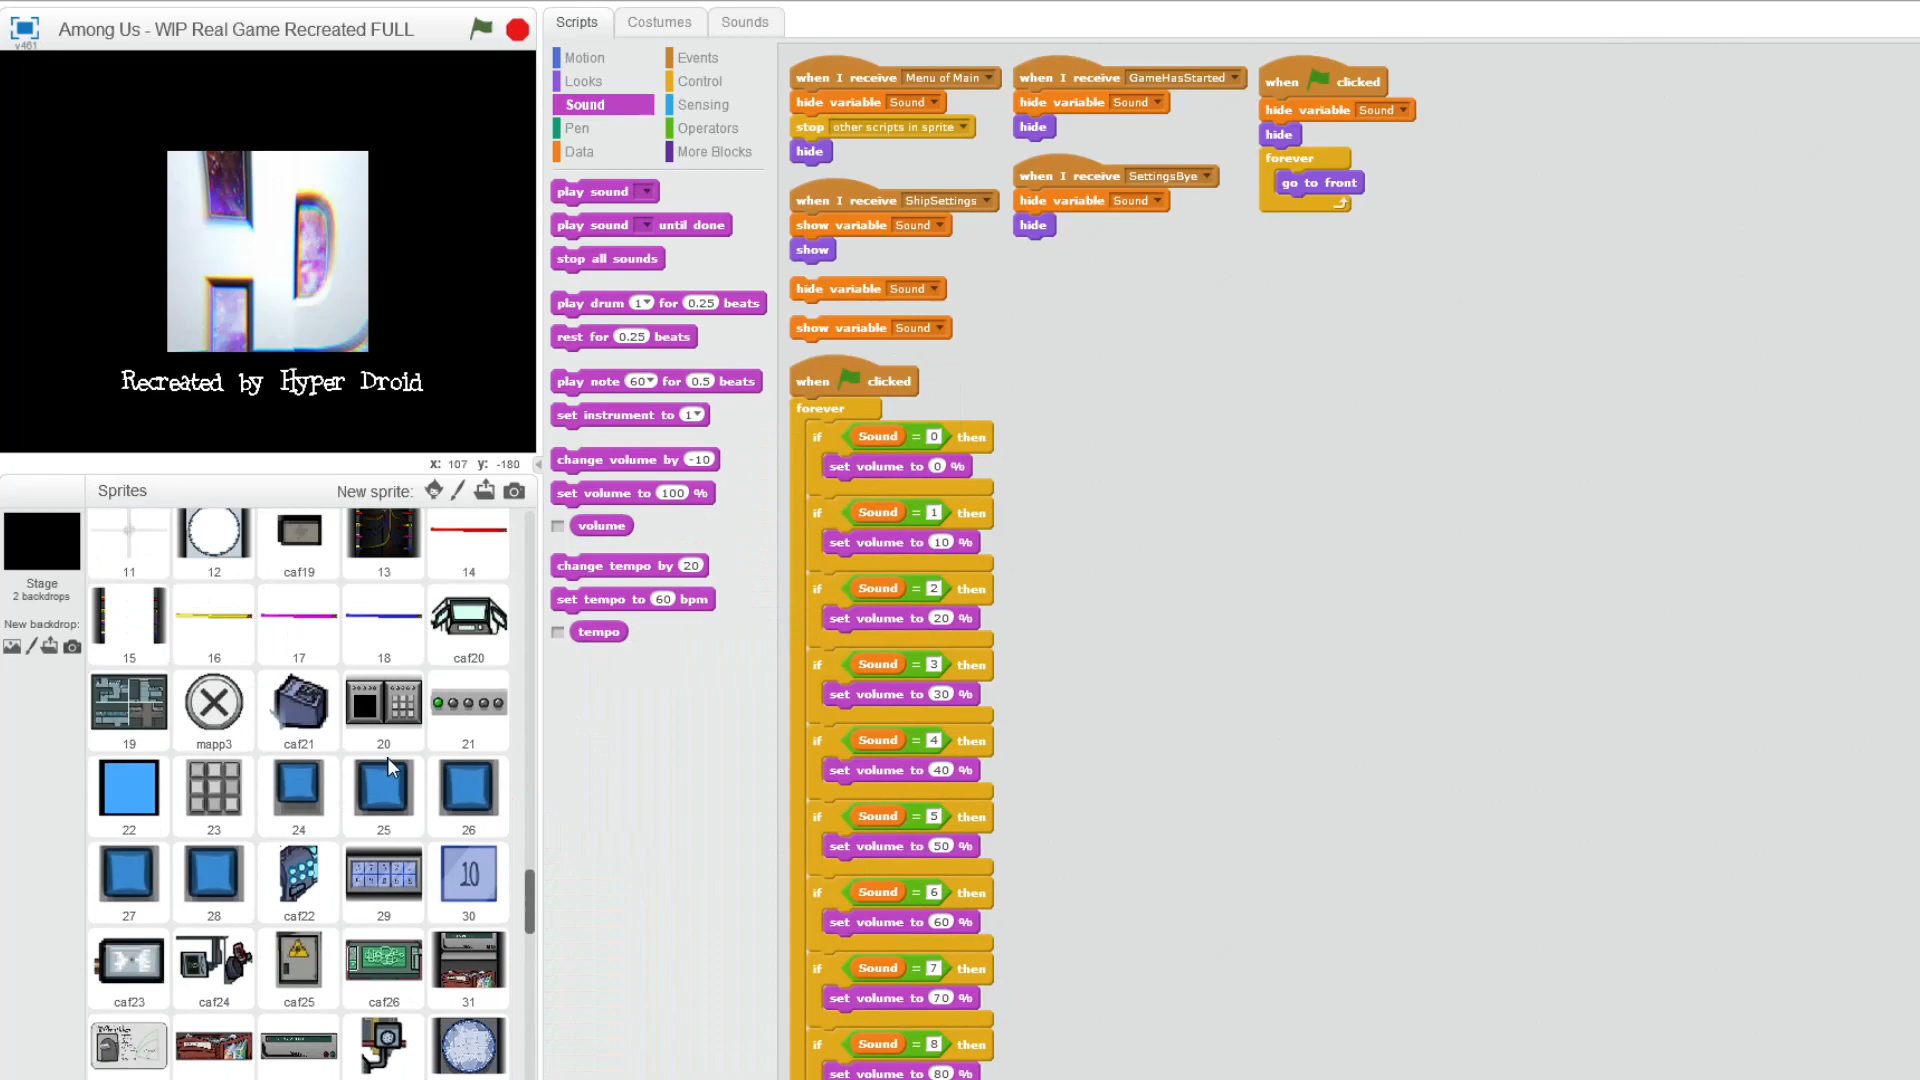 v461
Among Us - WIP Real Game Recreated FULL
D
Recreated by Hyper Droid
x: 107 y: -180
Sprites
New sprite:
Stage
2 backdrops
New backdrop:
11
12
caf19
13
14
15
16
17
18
caf20
19
mapp3
caf21
20
21
22
23
24
25
26
27
28
caf22
29
10
30
caf23
caf24
caf25
caf26
31
Scripts
Costumes
Sounds
Motion
Looks
Sound
Pen
Data
Events
Control
Sensing
Operators
More Blocks
play sound
play sound until done
stop all sounds
play drum 1 for 0.25 beats
rest for 0.25 beats
play note 60 for 0.5 beats
set instrument to 1
change volume by -10
set volume to 100 %
volume
change tempo by 20
set tempo to 60 bpm
tempo
when I receive Menu of Main
hide variable Sound
stop other scripts in sprite
hide
when I receive ShipSettings
show variable Sound
show
hide variable Sound
show variable Sound
when clicked
forever
if Sound = 0 then
set volume to 0 %
if Sound = 1 then
set volume to 10 %
if Sound = 2 then
set volume to 20 %
if Sound = 3 then
set volume to 30 %
if Sound = 4 then
set volume to 40 %
if Sound = 5 then
set volume to 50 %
if Sound = 6 then
set volume to 60 %
if Sound = 7 then
set volume to 70 %
if Sound = 8 then
set volume to 80 %
when I receive GameHasStarted
hide variable Sound
hide
when I receive SettingsBye
hide variable Sound
hide
when clicked
hide variable Sound
hide
forever
go to front